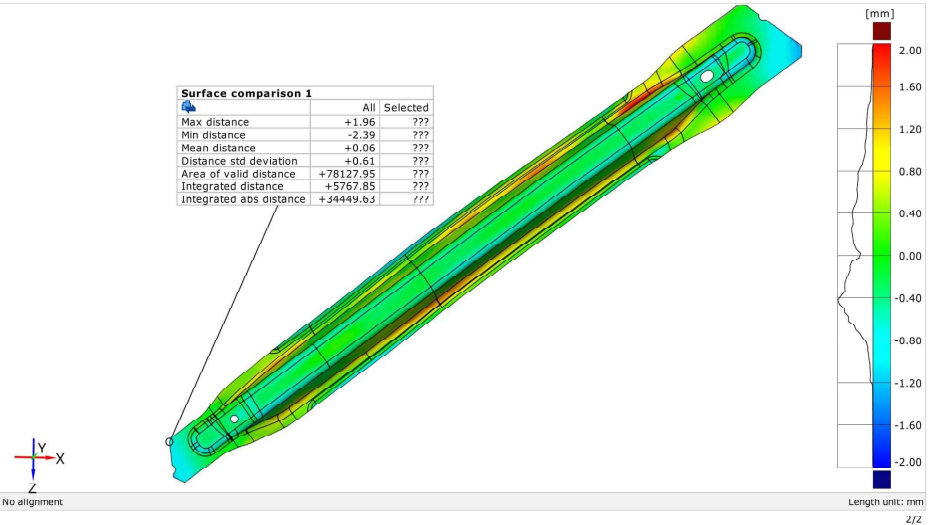 [mm]
Surface comparison 1
All Selected
Max distance +1.96 ???
Min distance -2.39 ???
Mean distance +0.06 ???
Distance std deviation +0.61 ???
Area of valid distance +78127.95 ???
Integrated distance +5767.85 ???
Integrated abs distance +34449.63 ???
2.00
1.60
1.20
0.80
0.40
0.00
-0.40
-0.80
-1.20
-1.60
-2.00
Y
X
Z
No alignment
Length unit: mm
2/2